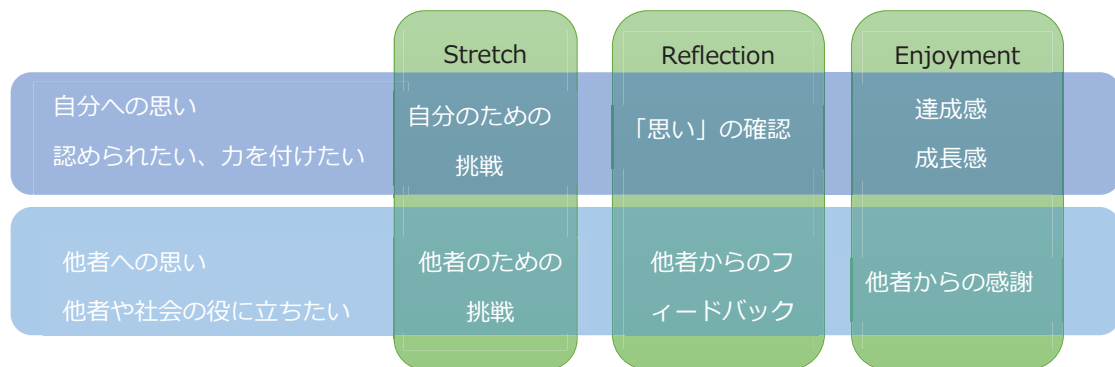 Stretch
Reflection
Enjoyment
自分への思い
認められたい、力を付けたい
自分のための
挑戦
「思い」の確認
達成感
成長感
他者への思い
他者や社会の役に立ちたい
他者のための
挑戦
他者からのフ
ィードバック
他者からの感謝